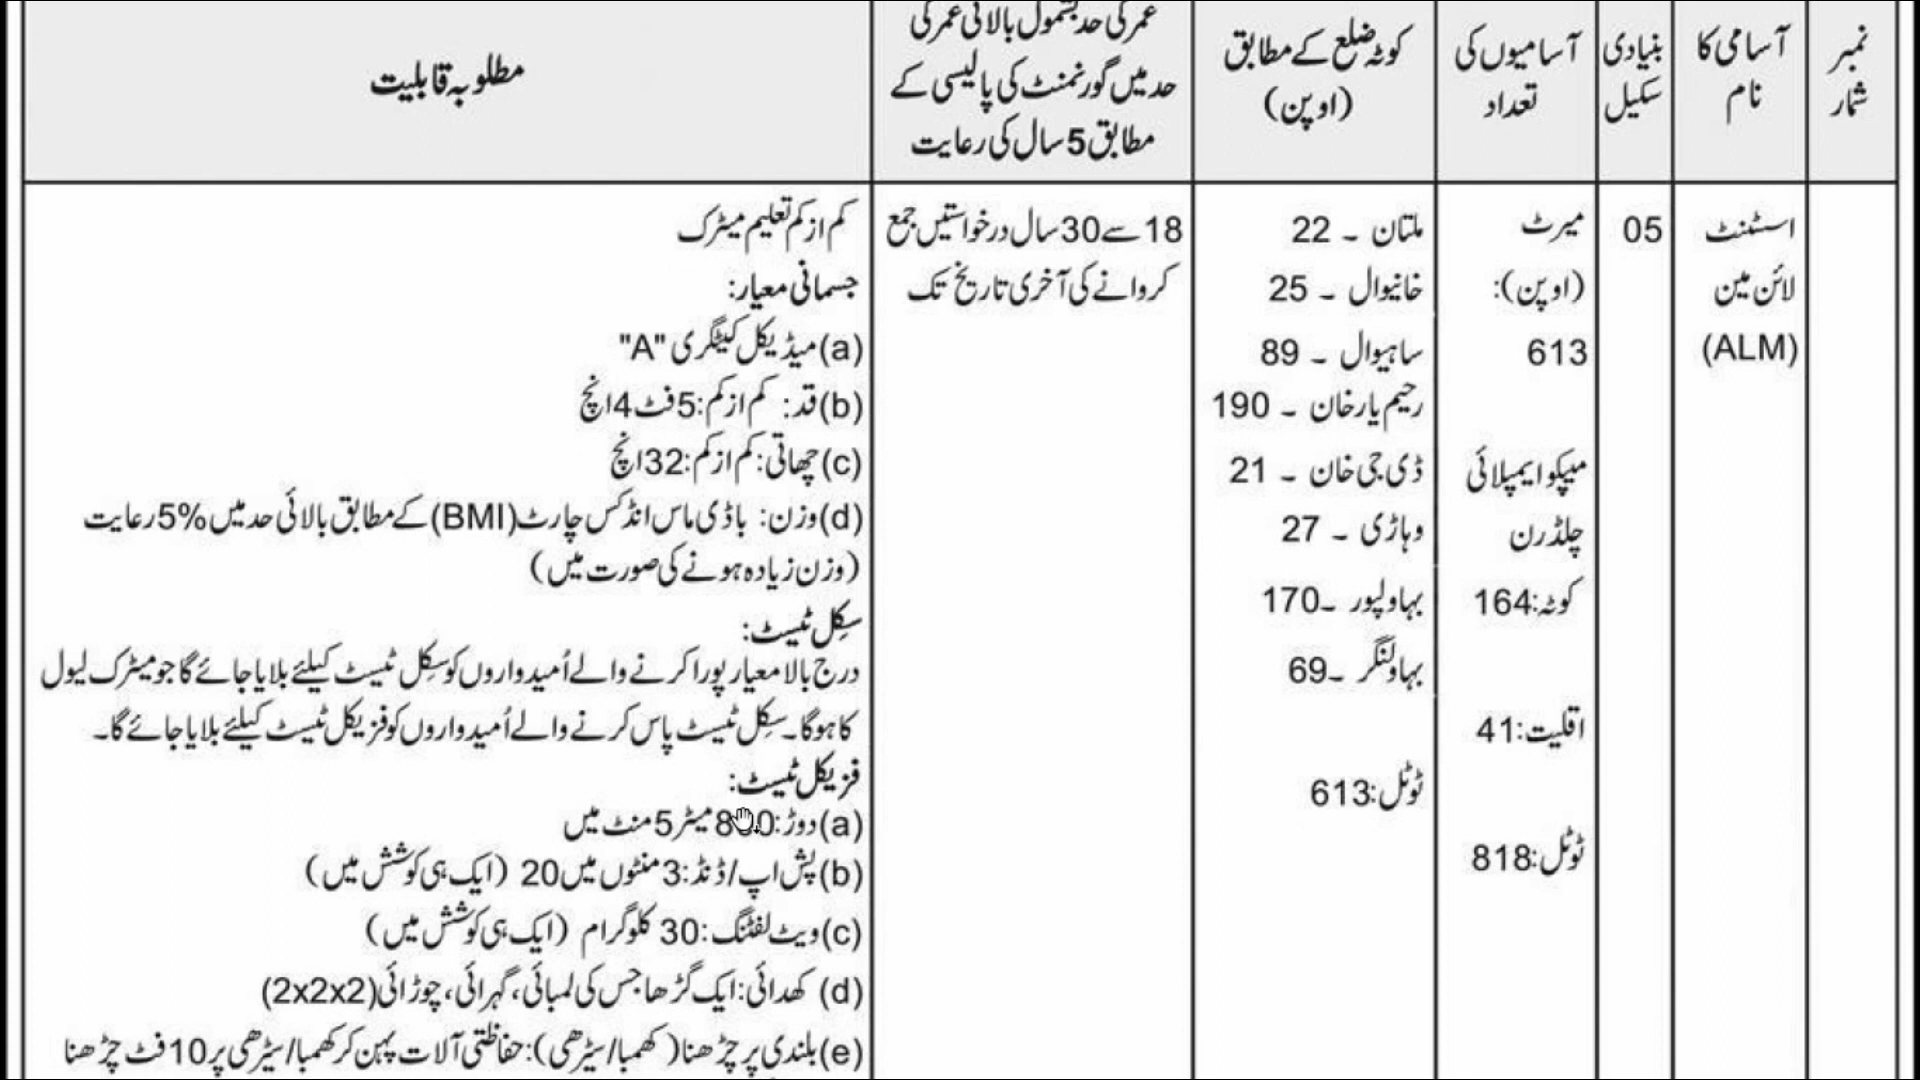 نمبر
شمار
آسامی کا
نام
بنیادی
سکیل
آسامیوں کی
تعداد
کوٹہ ضلع کے مطابق
(اوپن)
عمر کی حد بشمول بالائی عمر کی
حد میں گورنمنٹ کی پالیسی کے
مطابق 5 سال کی رعایت
مطلوبہ قابلیت
اسسٹنٹ
لائن مین
(ALM)
05
میرٹ
(اوپن):
613
میپکو ایمپلائی
چلڈرن
کوٹہ:164
اقلیت:41
ٹوٹل:818
ملتان ۔ 22
خانیوال ۔ 25
ساہیوال ۔ 89
رحیم یار خان ۔ 190
ڈی جی خان ۔ 21
وہاڑی ۔ 27
بہاولپور ۔170
بہاولنگر ۔69
ٹوٹل:613
18 سے 30 سال درخواستیں جمع
کروانے کی آخری تاریخ تک
کم از کم تعلیم میٹرک
جسمانی معیار:
(a) میڈیکل کیٹگری "A"
(b) قد: کم از کم: 5 فٹ 4 انچ
(c) چھاتی: کم از کم: 32 انچ
(d) وزن: باڈی ماس انڈکس چارٹ (BMI) کے مطابق بالائی حد میں 5% رعایت
(وزن زیادہ ہونے کی صورت میں)
سکِل ٹیسٹ:
درج بالا معیار پورا کرنے والے اُمیدواروں کو سکِل ٹیسٹ کیلئے بلایا جائے گا جو میٹرک لیول
کا ہوگا۔ سکِل ٹیسٹ پاس کرنے والے اُمیدواروں کو فزیکل ٹیسٹ کیلئے بلایا جائے گا۔
فزیکل ٹیسٹ:
(a) دوڑ: 800 میٹر 5 منٹ میں
(b) پش اپ/ڈنڈ: 3 منٹوں میں 20 (ایک ہی کوشش میں)
(c) ویٹ لفٹنگ: 30 کلوگرام (ایک ہی کوشش میں)
(d) کھدائی: ایک گڑھا جس کی لمبائی، گہرائی، چوڑائی (2x2x2)
(e) بلندی پر چڑھنا (کھمبا/سیڑھی): حفاظتی آلات پہن کر کھمبا/سیڑھی پر 10 فٹ چڑھنا